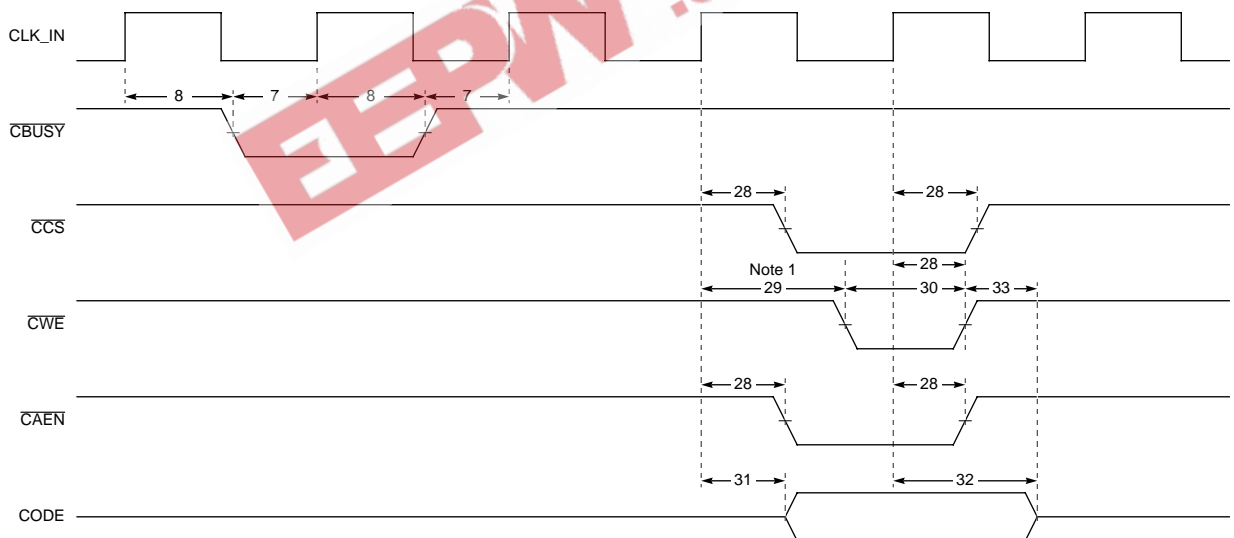 CLK_IN
8 7 8 7
CBUSY
28 28
CCS
28
Note 1
29 30 33
CWE
28 28
CAEN
31 32
CODE
EEPW